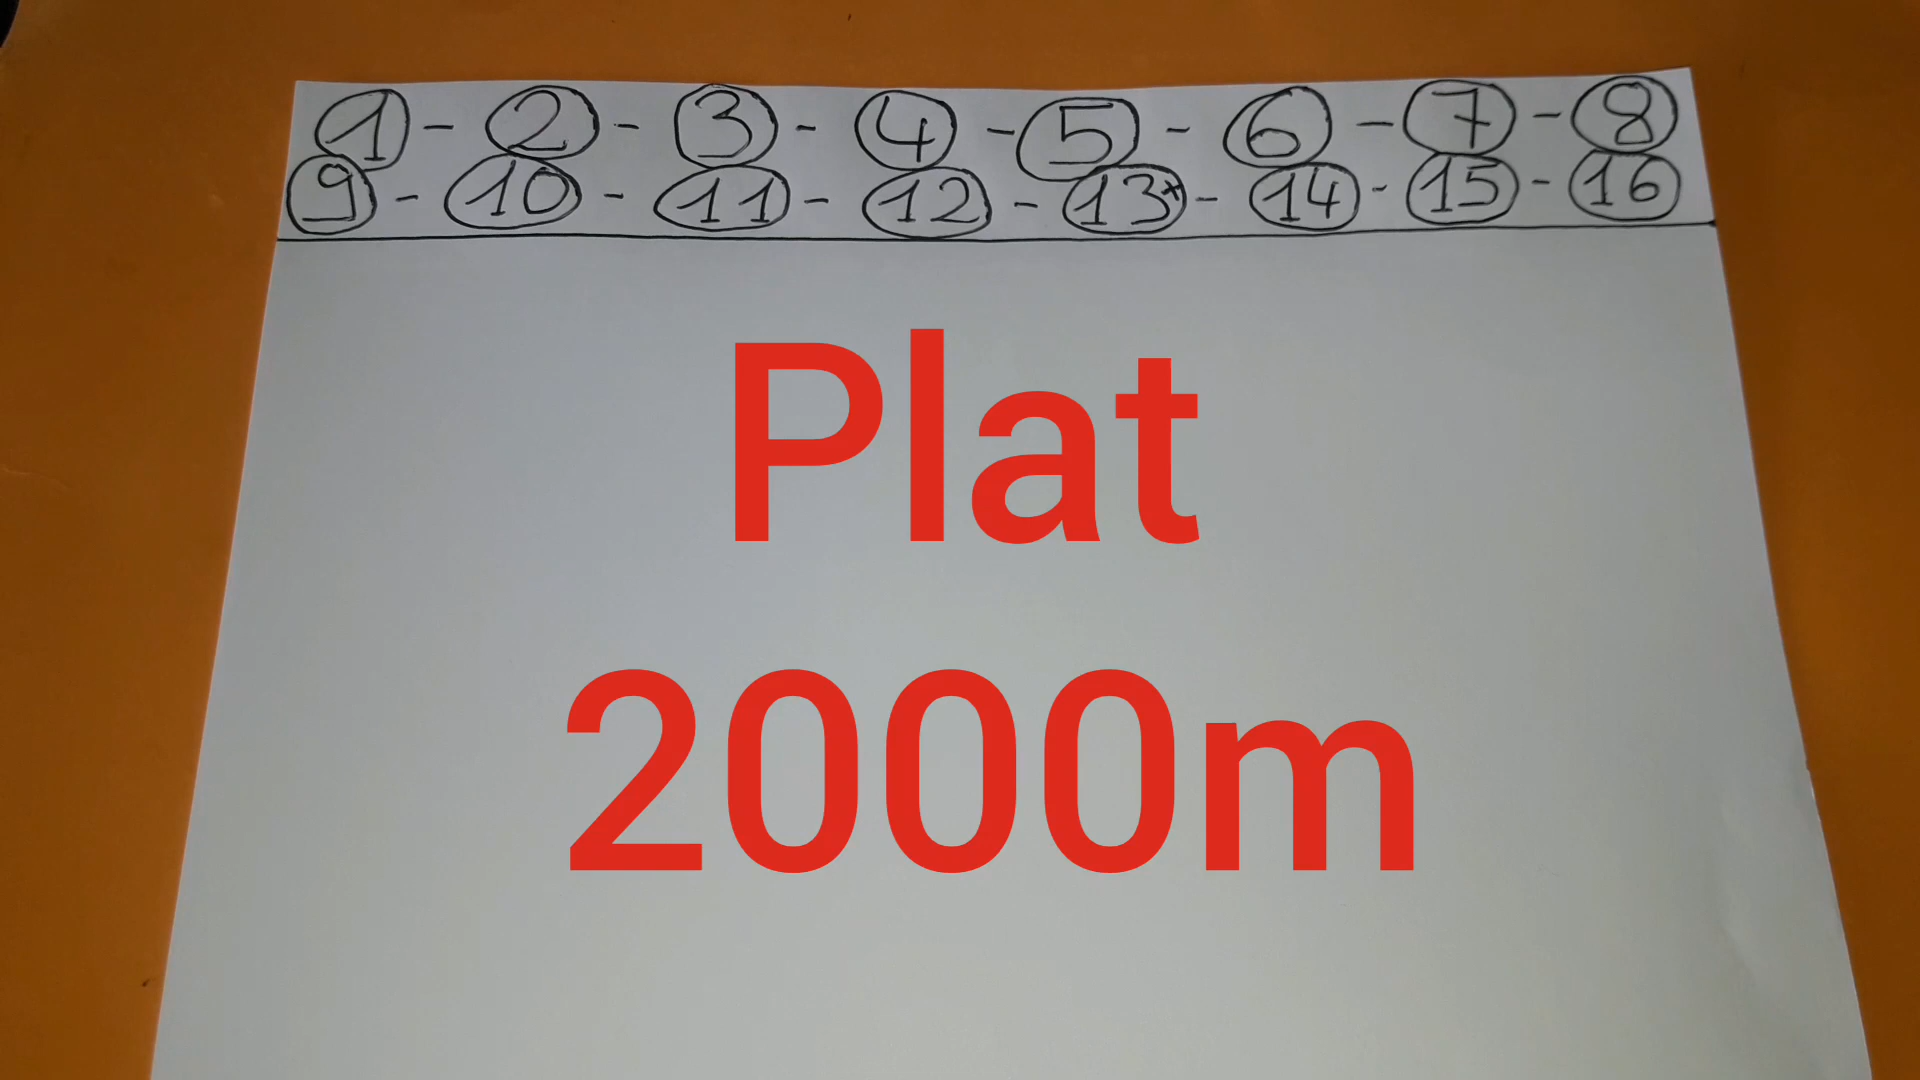 1 - 2 - 3 - 4 - 5 - 6 - 7 - 8
9 - 10 - 11 - 12 - 13* - 14 - 15 - 16
Plat
2000m